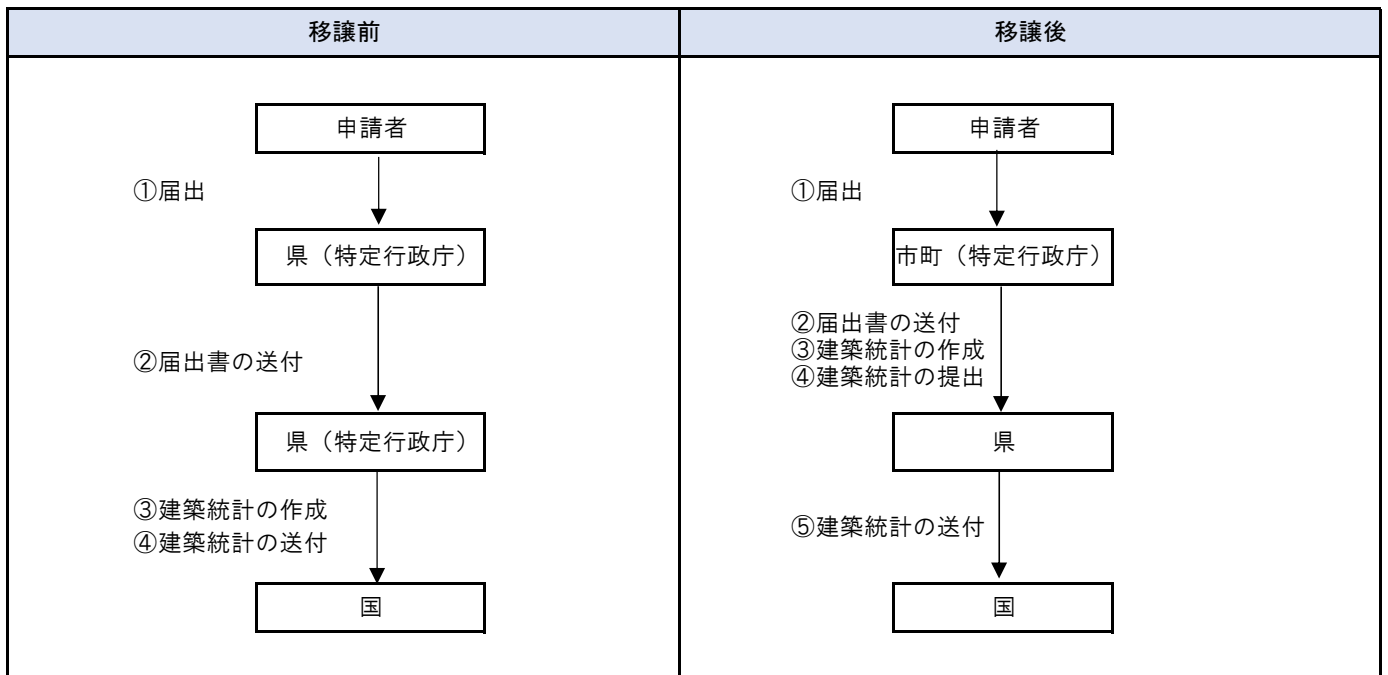 移譲前
申請者
①届出
県（特定行政庁）
②届出書の送付
県（特定行政庁）
③建築統計の作成
④建築統計の送付
国
移譲後
申請者
①届出
市町（特定行政庁）
②届出書の送付
③建築統計の作成
④建築統計の提出
県
⑤建築統計の送付
国